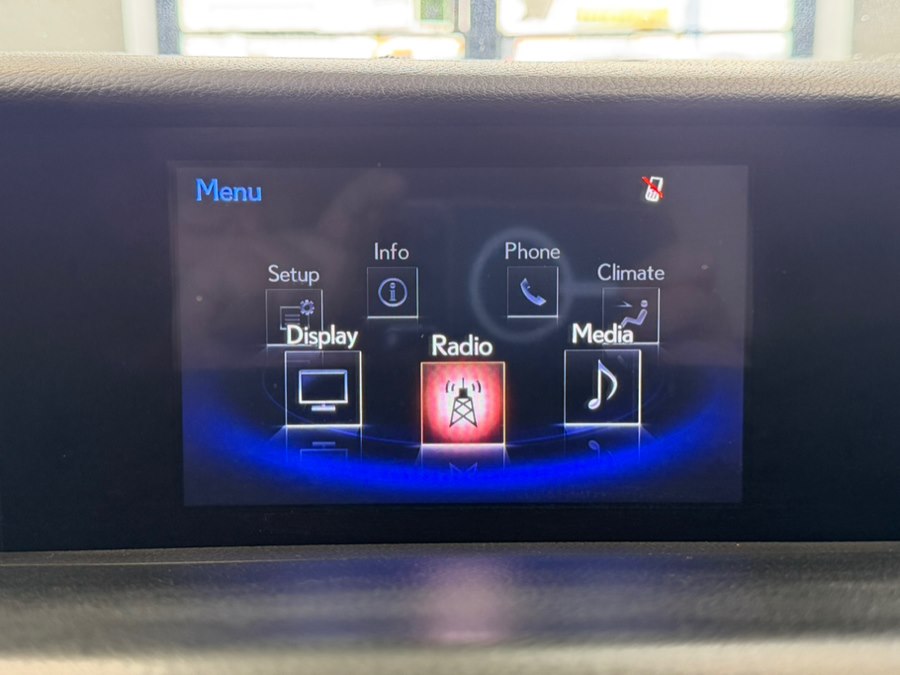 Menu
Info
Phone
Setup
Climate
Display
Radio
Media